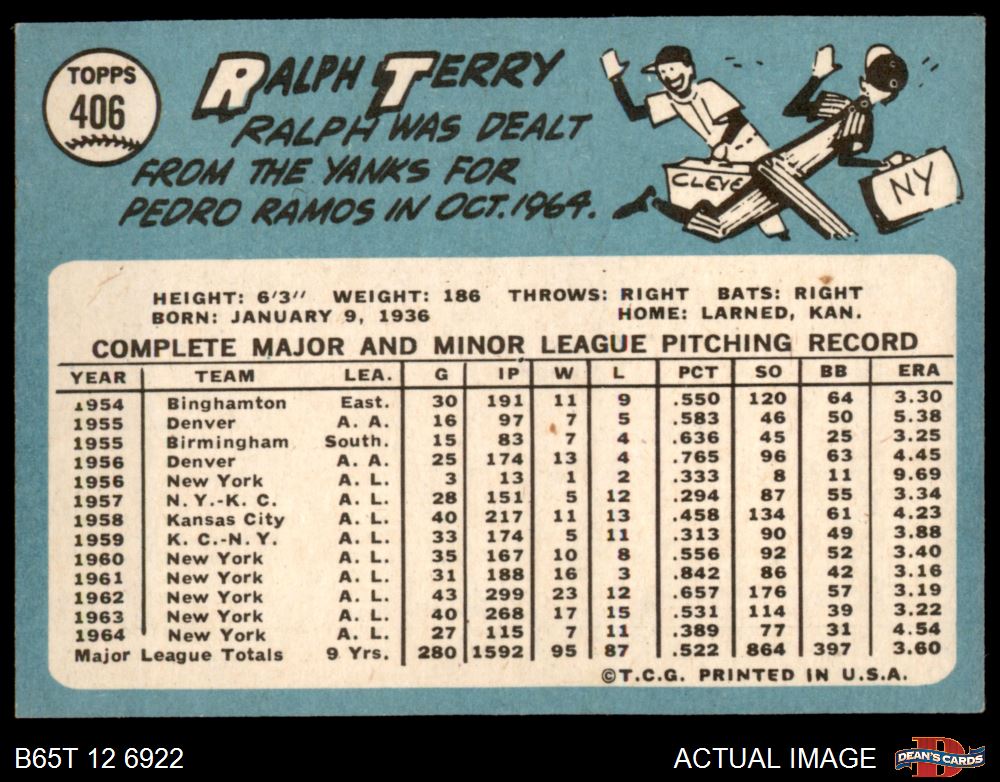 TOPPS
406
RALPH TERRY
RALPH WAS DEALT
FROM THE YANKS FOR
PEDRO RAMOS IN OCT. 1964.
CLEVE
NY
HEIGHT: 6'3" WEIGHT: 186 THROWS: RIGHT BATS: RIGHT
BORN: JANUARY 9, 1936 HOME: LARNED, KAN.
COMPLETE MAJOR AND MINOR LEAGUE PITCHING RECORD
YEAR TEAM LEA. G IP W L PCT SO BB ERA
1954 Binghamton East. 30 191 11 9 .550 120 64 3.30
1955 Denver A. A. 16 97 7 5 .583 46 50 5.38
1955 Birmingham South. 15 83 7 4 .636 45 25 3.25
1956 Denver A. A. 25 174 13 4 .765 96 63 4.45
1956 New York A. L. 3 13 1 2 .333 8 11 9.69
1957 N. Y.-K. C. A. L. 28 151 5 12 .294 87 55 3.34
1958 Kansas City A. L. 40 217 11 13 .458 134 61 4.23
1959 K. C.-N. Y. A. L. 33 174 5 11 .313 90 49 3.88
1960 New York A. L. 35 167 10 8 .556 92 52 3.40
1961 New York A. L. 31 188 16 3 .842 86 42 3.16
1962 New York A. L. 43 299 23 12 .657 176 57 3.19
1963 New York A. L. 40 268 17 15 .531 114 39 3.22
1964 New York A. L. 27 115 7 11 .389 77 31 4.54
Major League Totals 9 Yrs. 280 1592 95 87 .522 864 397 3.60
©T.C.G. PRINTED IN U.S.A.
B65T 12 6922
ACTUAL IMAGE
D
DEAN'S CARDS